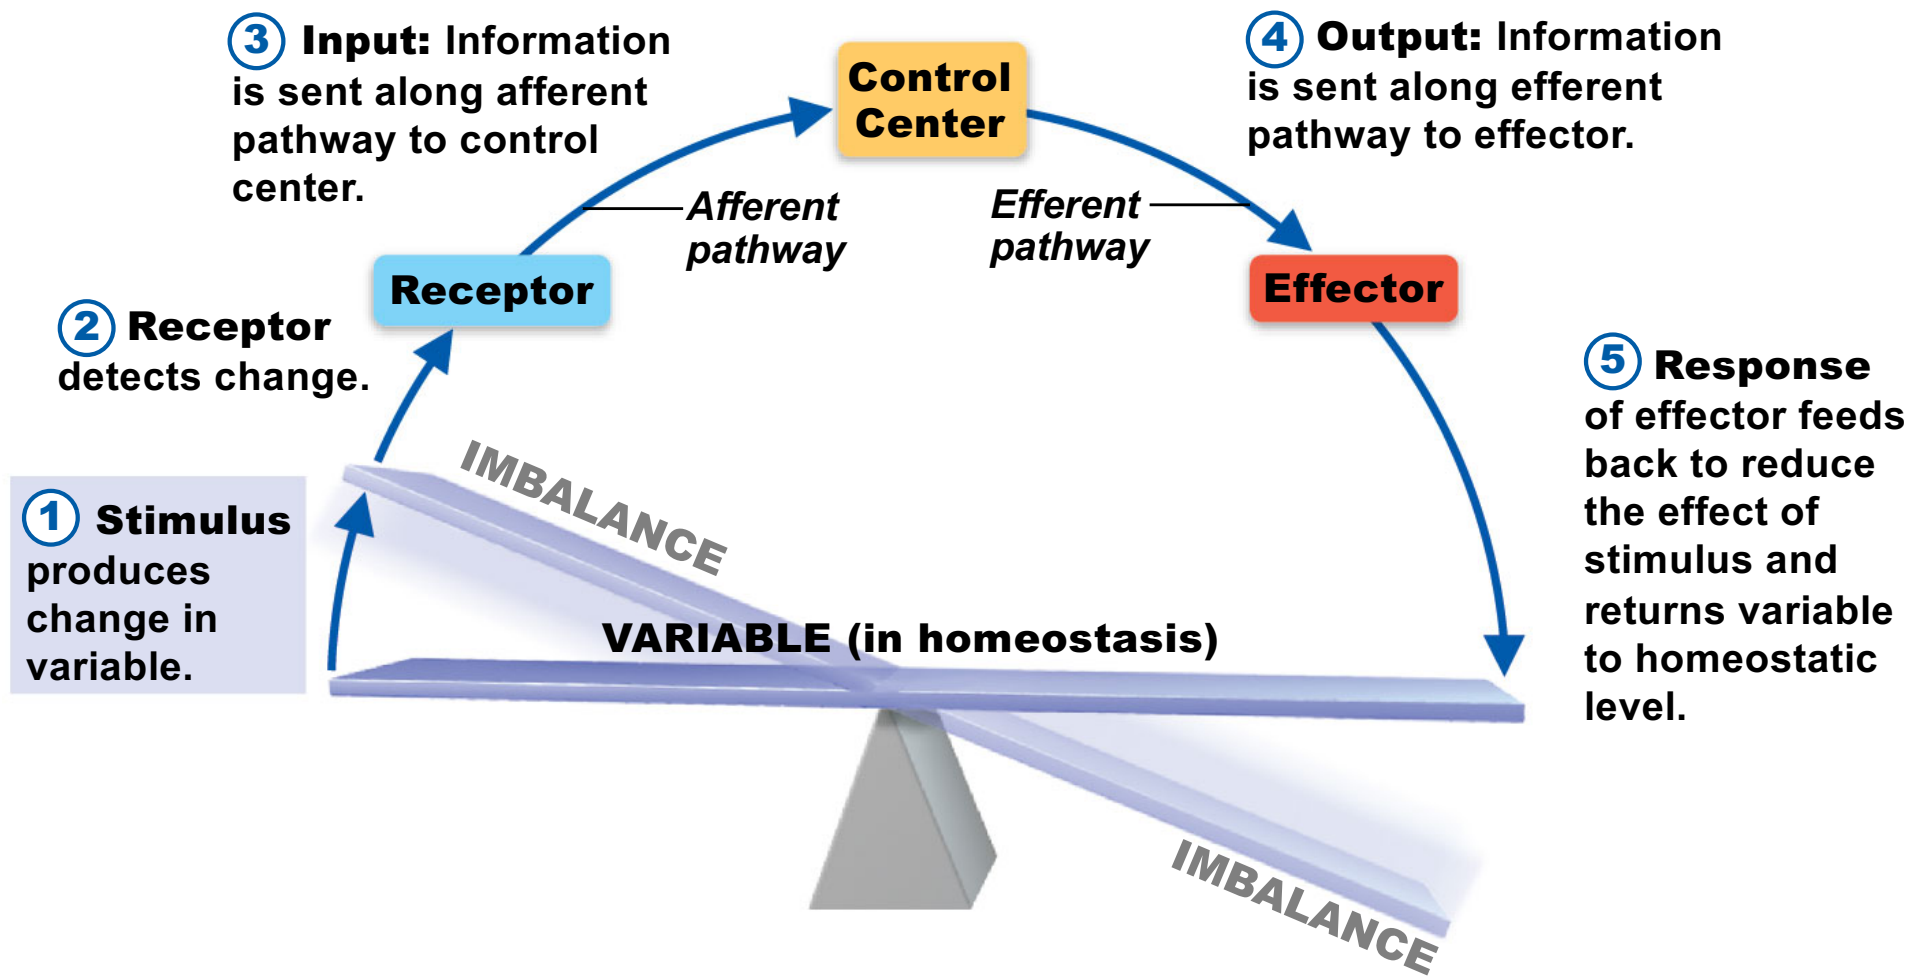 1 Stimulus
produces
change in
variable.
2 Receptor
detects change.
3 Input: Information
is sent along afferent
pathway to control
center.
Receptor
Afferent
pathway
Control
Center
Efferent
pathway
4 Output: Information
is sent along efferent
pathway to effector.
Effector
5 Response
of effector feeds
back to reduce
the effect of
stimulus and
returns variable
to homeostatic
level.
IMBALANCE
VARIABLE (in homeostasis)
IMBALANCE